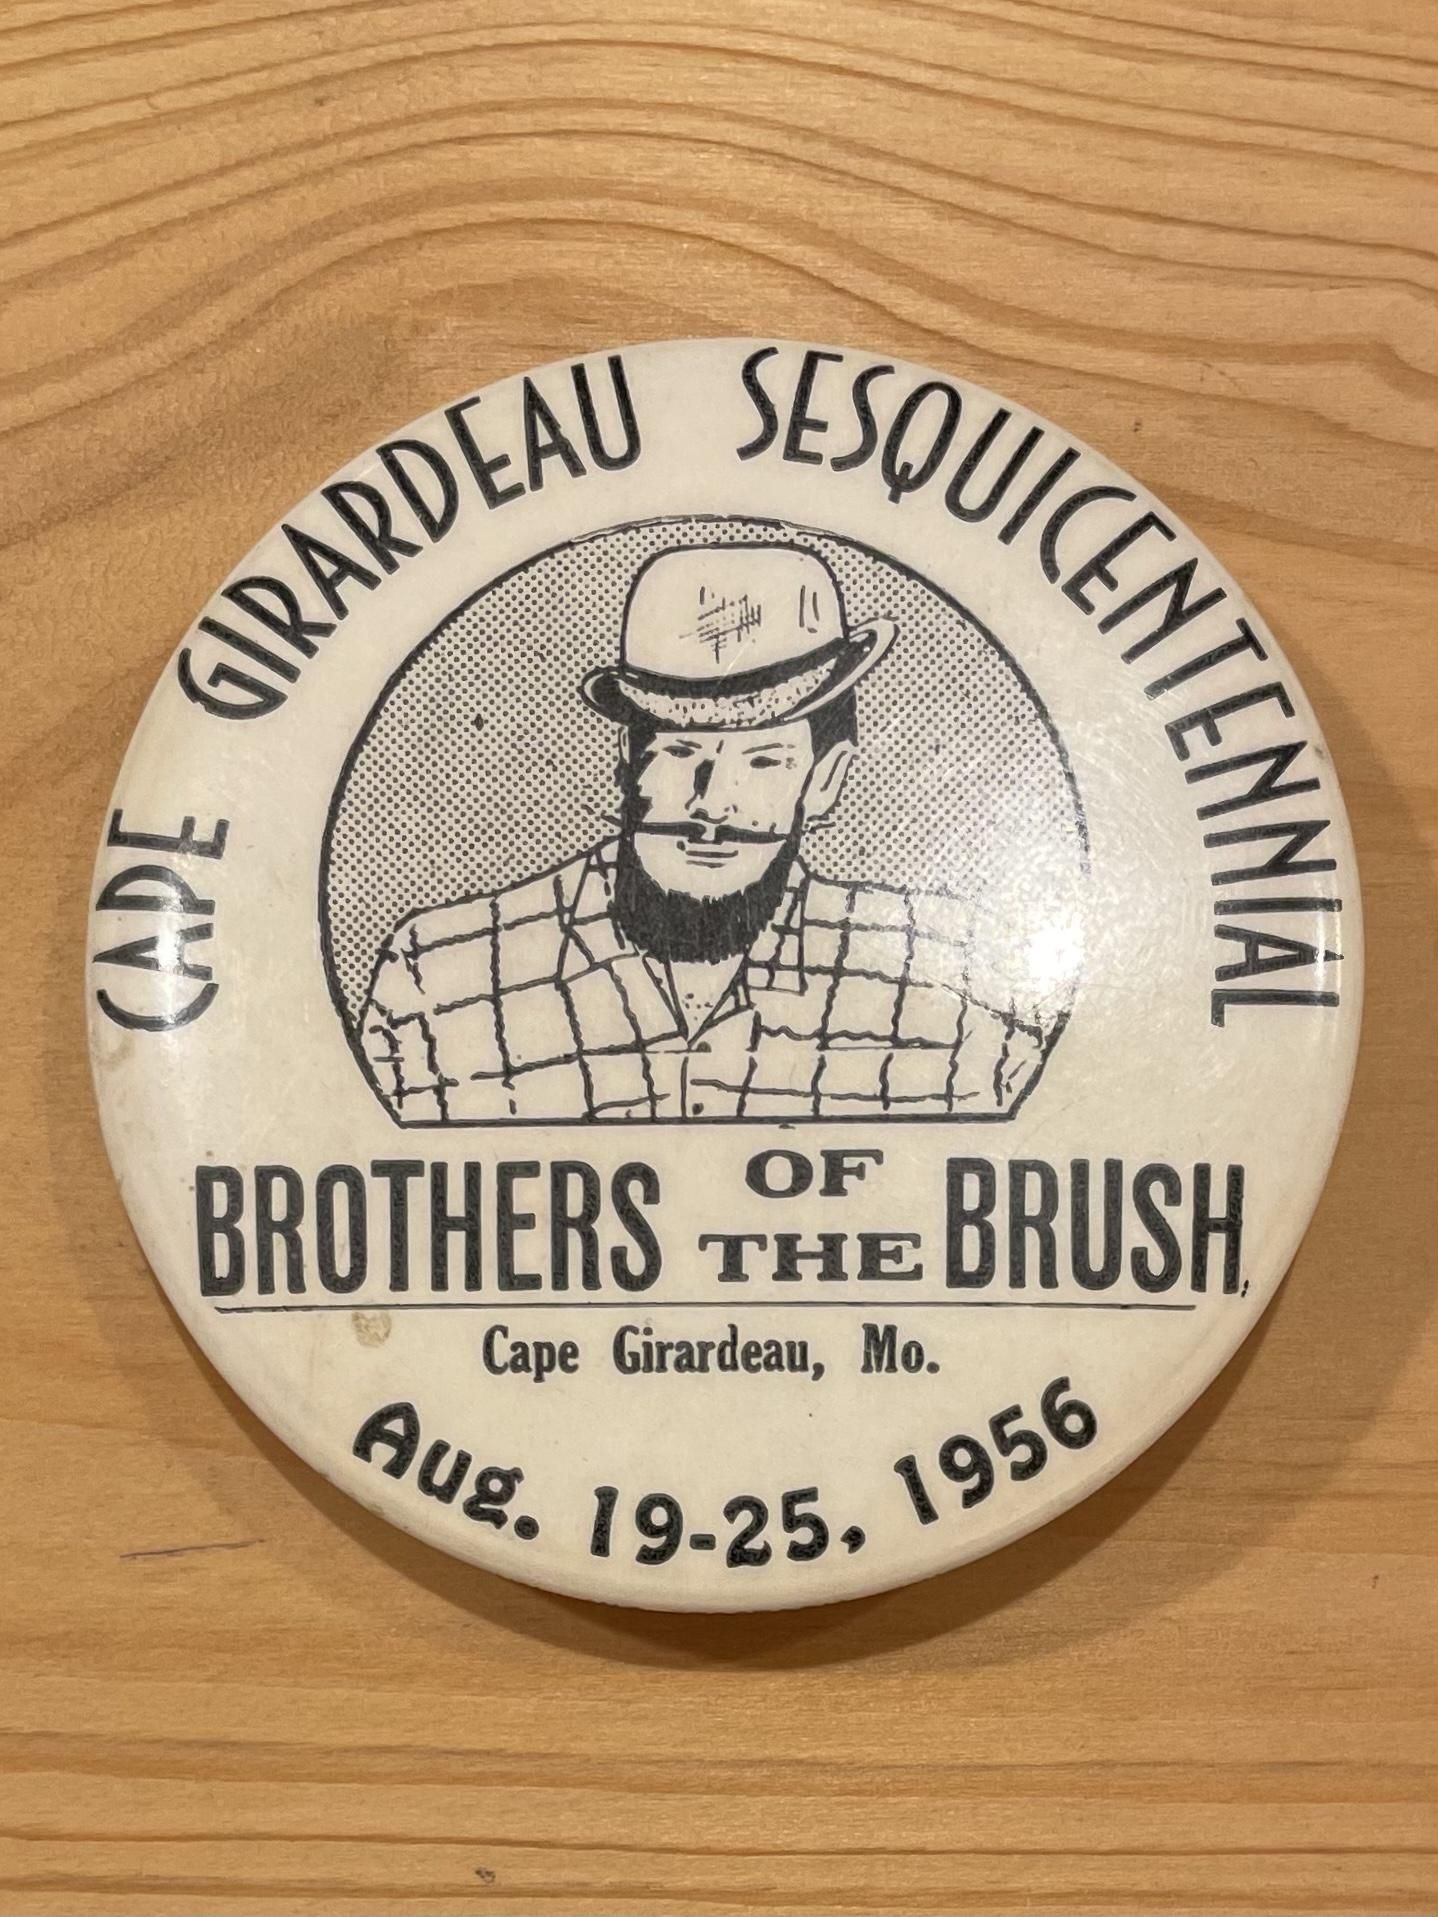 CAPE GIRARDEAU SESQUICENTENNIAL
BROTHERS OF THE BRUSH
Cape Girardeau, Mo.
Aug. 19-25, 1956